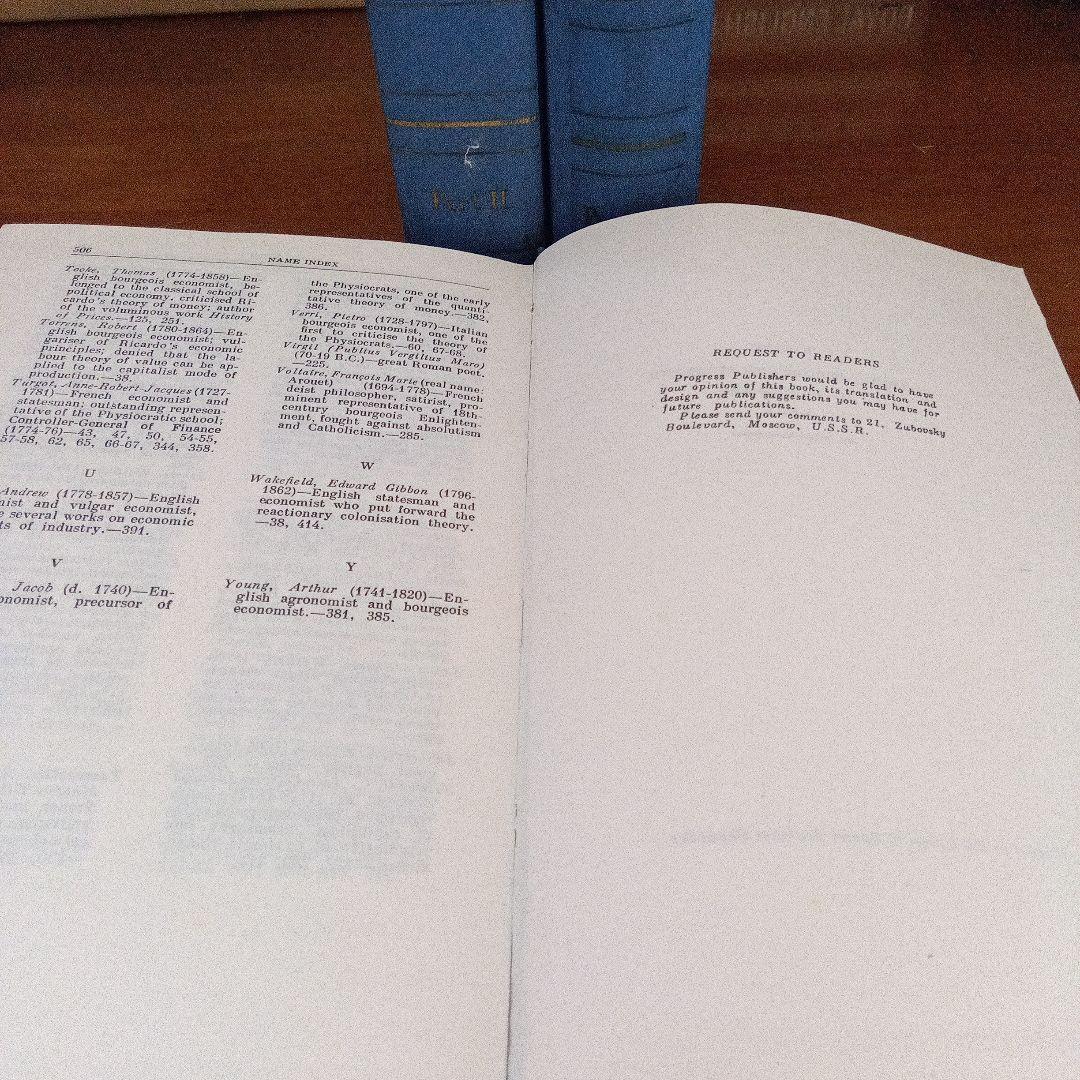 Part II
506
NAME INDEX
Tooke, Thomas (1774-1858)—En-
glish bourgeois economist, be-
longed to the classical school of
political economy, criticised Ri-
cardo's theory of money; author
of the voluminous work History
of Prices.—125, 251.
Torrens, Robert (1780-1864)—En-
glish bourgeois economist; vul-
gariser of Ricardo's economic
principles; denied that the la-
bour theory of value can be ap-
plied to the capitalist mode of
production.—38.
Turgot, Anne-Robert-Jacques (1727-
1781)—French economist and
statesman; outstanding represen-
tative of the Physiocratic school;
Controller-General of Finance
(1774-76)—43, 47, 50, 54-55,
57-58, 62, 65, 66-67, 344, 358.
U
Andrew (1778-1857)—English
mist and vulgar economist,
e several works on economic
ts of industry.—391.
V
Jacob (d. 1740)—En-
onomist, precursor of
the Physiocrats, one of the early
representatives of the quanti-
tative theory of money.—382,
386.
Verri, Pietro (1728-1797)—Italian
bourgeois economist, one of the
first to criticise the theory of
the Physiocrats.—60, 67-68.
Virgil (Publius Vergilius Maro)
(70-19 B.C.)—great Roman poet.
—225.
Voltaire, François Marie (real name:
Arouet) (1694-1778)—French
deist philosopher, satirist, pro-
minent representative of 18th-
century bourgeois Enlighten-
ment, fought against absolutism
and Catholicism.—285.
W
Wakefield, Edward Gibbon (1796-
1862)—English statesman and
economist who put forward the
reactionary colonisation theory.
—38, 414.
Y
Young, Arthur (1741-1820)—En-
glish agronomist and bourgeois
economist.—381, 385.
REQUEST TO READERS
Progress Publishers would be glad to have
your opinion of this book, its translation and
design and any suggestions you may have for
future publications.
Please send your comments to 21, Zubovsky
Boulevard, Moscow, U.S.S.R.